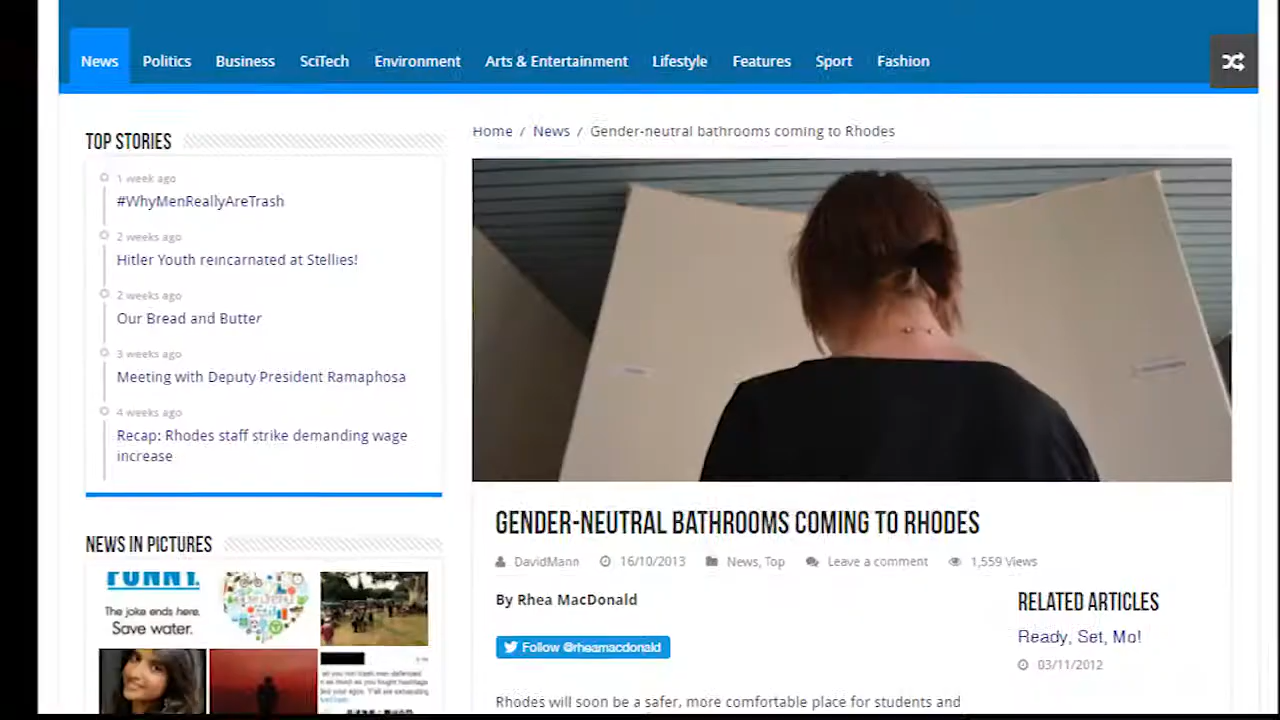 News Politics Business SciTech Environment Arts & Entertainment Lifestyle Features Sport Fashion
Home / News / Gender-neutral bathrooms coming to Rhodes
TOP STORIES
1 week ago
#WhyMenReallyAreTrash
2 weeks ago
Hitler Youth reincarnated at Stellies!
2 weeks ago
Our Bread and Butter
3 weeks ago
Meeting with Deputy President Ramaphosa
4 weeks ago
Recap: Rhodes staff strike demanding wage
increase
NEWS IN PICTURES
FUNNY.
The joke ends here.
Save water.
GENDER-NEUTRAL BATHROOMS COMING TO RHODES
DavidMann 16/10/2013 News, Top Leave a comment 1,559 Views
By Rhea MacDonald
Follow @rheamacdonald
Rhodes will soon be a safer, more comfortable place for students and
RELATED ARTICLES
Ready, Set, Mo!
03/11/2012